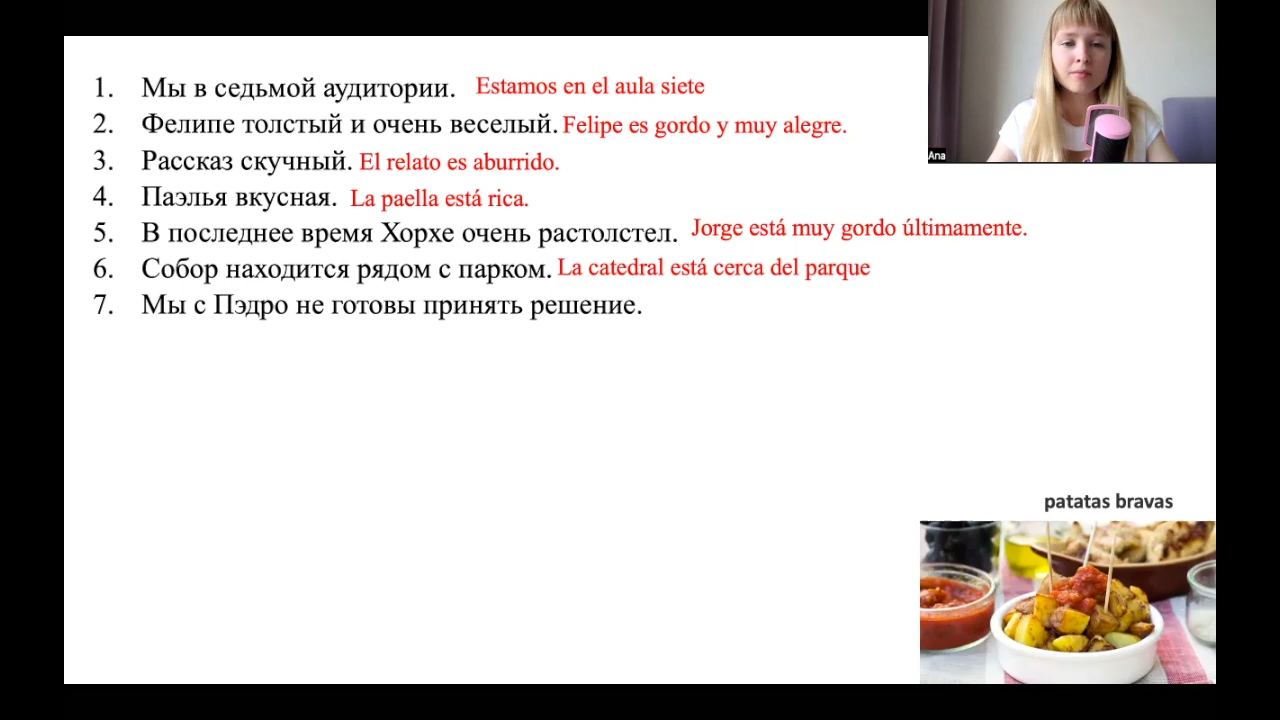 1. Мы в седьмой аудитории. Estamos en el aula siete
2. Фелипе толстый и очень веселый. Felipe es gordo y muy alegre.
3. Рассказ скучный. El relato es aburrido.
4. Паэлья вкусная. La paella está rica.
5. В последнее время Хорхе очень растолстел. Jorge está muy gordo últimamente.
6. Собор находится рядом с парком. La catedral está cerca del parque
7. Мы с Пэдро не готовы принять решение.
Ana
patatas bravas